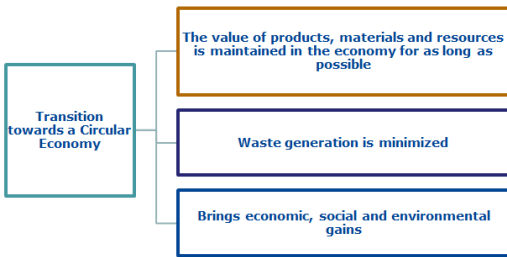 Transition
towards a Circular
Economy
The value of products, materials and resources
is maintained in the economy for as long as
possible
Waste generation is minimized
Brings economic, social and environmental
gains